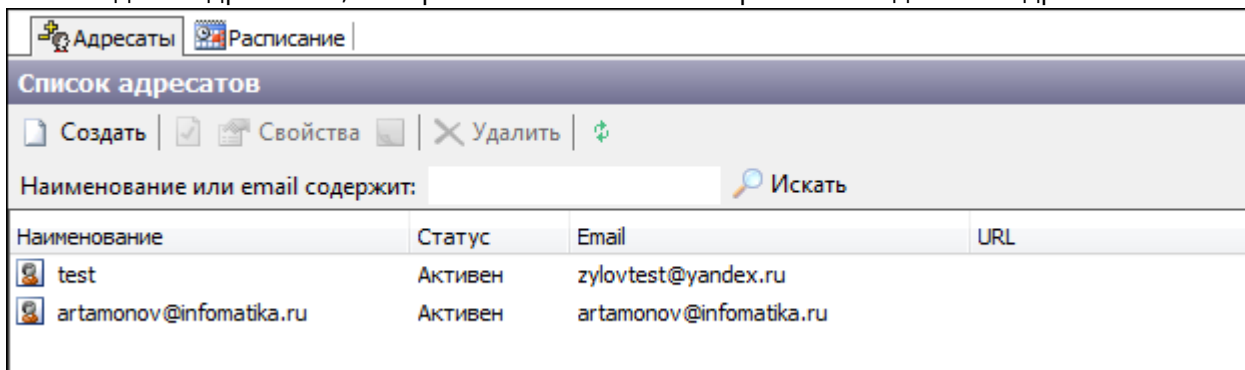 Адресаты Расписание
Список адресатов
Создать Свойства Удалить
Наименование или email содержит: Искать
Наименование Статус Email URL
test Активен zylovtest@yandex.ru
artamonov@infomatika.ru Активен artamonov@infomatika.ru